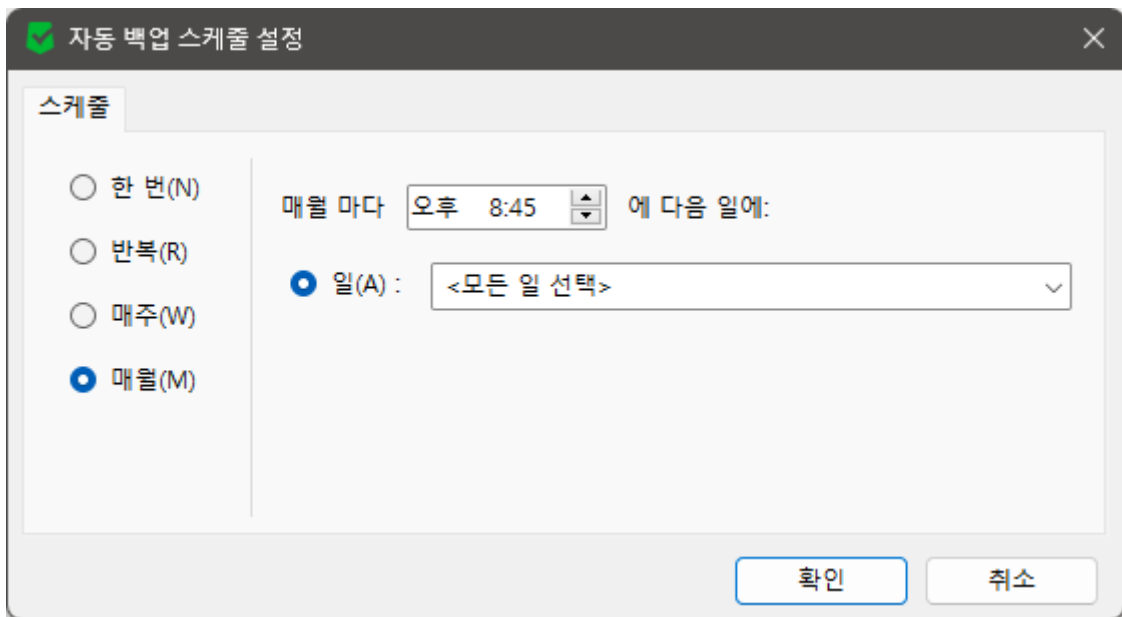 자동 백업 스케줄 설정
스케줄
한 번(N)
반복(R)
매주(W)
매월(M)
매월 마다 오후 8:45 에 다음 일에:
일(A) : <모든 일 선택>
확인 취소